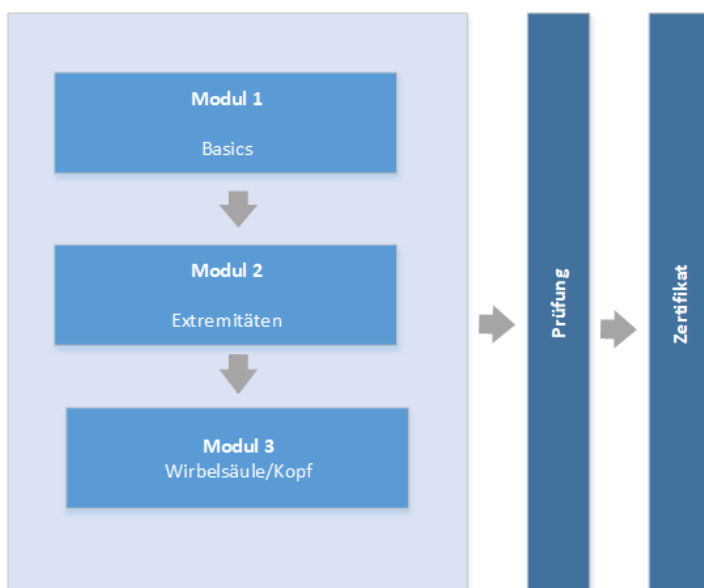 Modul 1
Basics
Modul 2
Extremitäten
Modul 3
Wirbelsäule/Kopf
Prüfung
Zertifikat